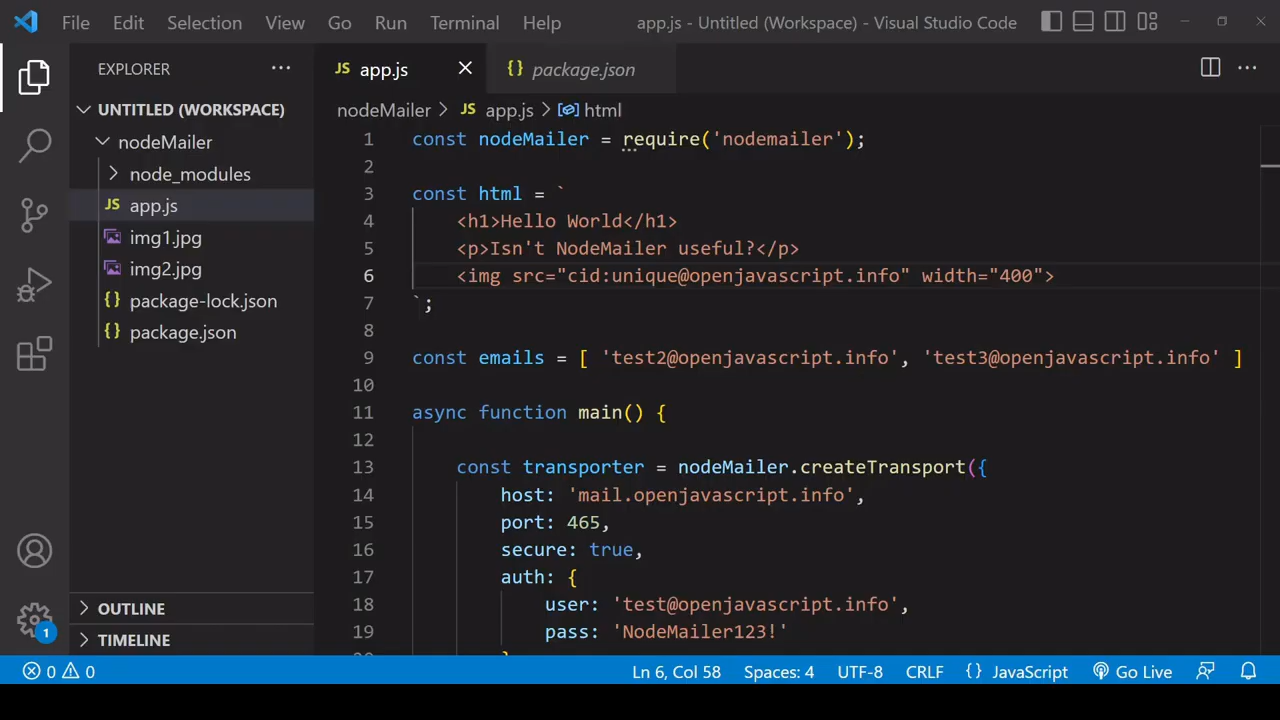 File Edit Selection View Go Run Terminal Help app.js - Untitled (Workspace) - Visual Studio Code
EXPLORER
UNTITLED (WORKSPACE)
nodeMailer
node_modules
JS app.js
img1.jpg
img2.jpg
{} package-lock.json
{} package.json
OUTLINE
TIMELINE
JS app.js {} package.json
nodeMailer > JS app.js > html
1 const nodeMailer = require('nodemailer');
2
3 const html = `
4 <h1>Hello World</h1>
5 <p>Isn't NodeMailer useful?</p>
6 <img src="cid:unique@openjavascript.info" width="400">
7 `;
8
9 const emails = [ 'test2@openjavascript.info', 'test3@openjavascript.info' ]
10
11 async function main() {
12
13 const transporter = nodeMailer.createTransport({
14 host: 'mail.openjavascript.info',
15 port: 465,
16 secure: true,
17 auth: {
18 user: 'test@openjavascript.info',
19 pass: 'NodeMailer123!'
1
0 0 Ln 6, Col 58 Spaces: 4 UTF-8 CRLF {} JavaScript Go Live